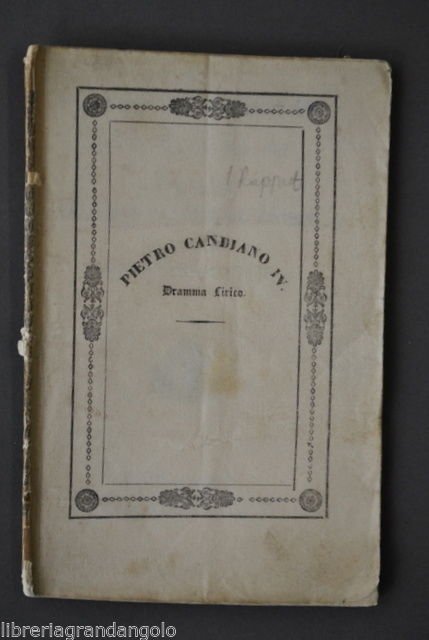 PIETRO CANDIANO IV.
Dramma Lirico.
libreriagrandangolo